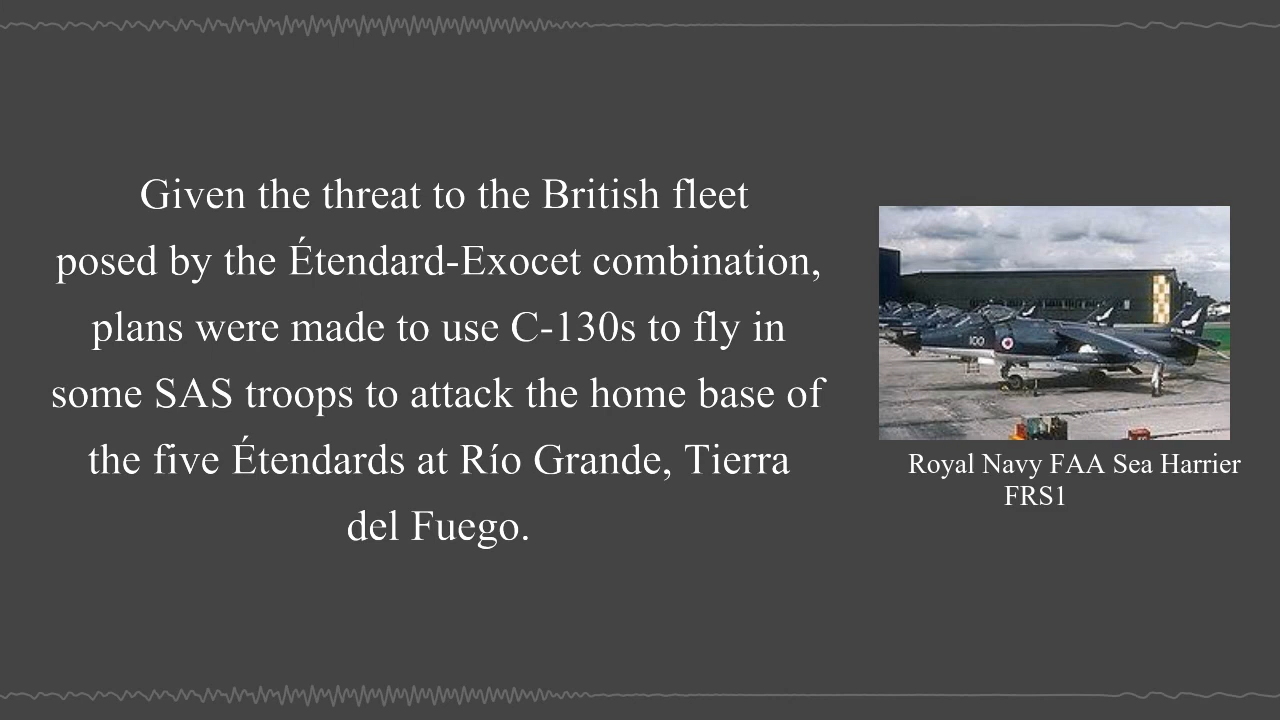 Given the threat to the British fleet
posed by the Étendard-Exocet combination,
plans were made to use C-130s to fly in
some SAS troops to attack the home base of
the five Étendards at Río Grande, Tierra
del Fuego.
100
Royal Navy FAA Sea Harrier
FRS1